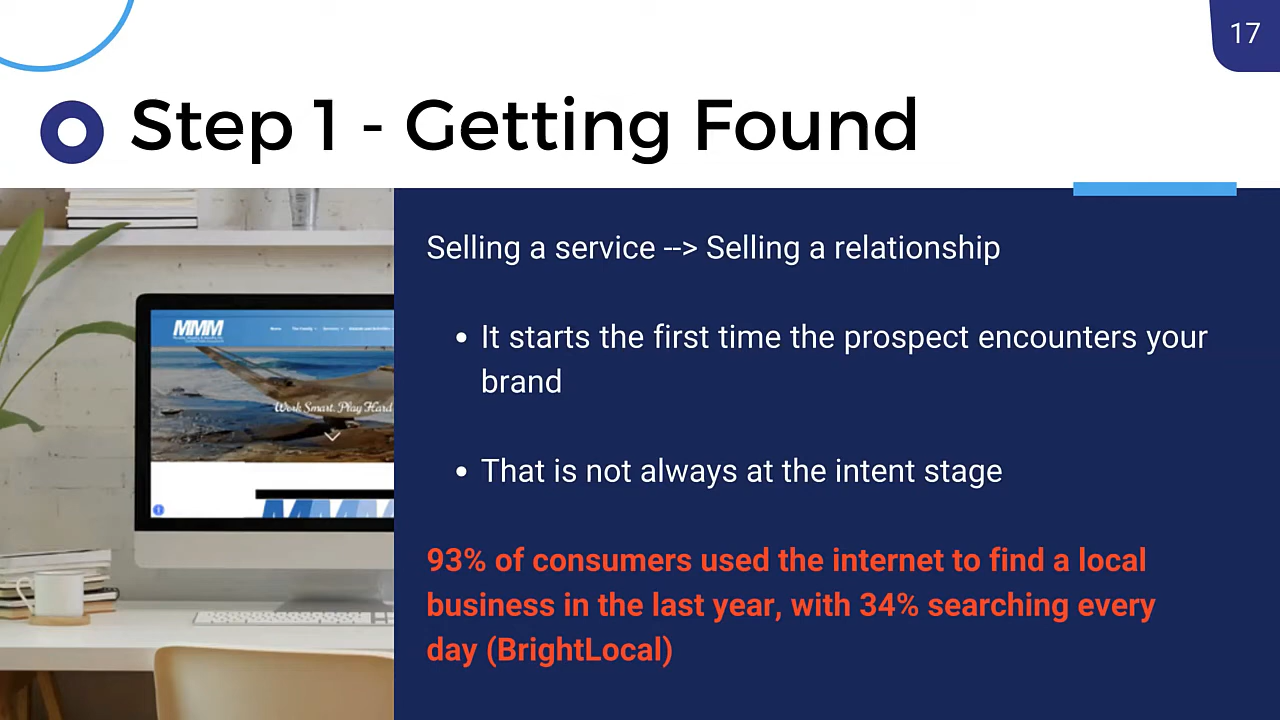 17
Step 1 - Getting Found
Selling a service --> Selling a relationship
• It starts the first time the prospect encounters your
brand
• That is not always at the intent stage
93% of consumers used the internet to find a local
business in the last year, with 34% searching every
day (BrightLocal)
MMM
Home
Work Smart. Play Hard
MMM